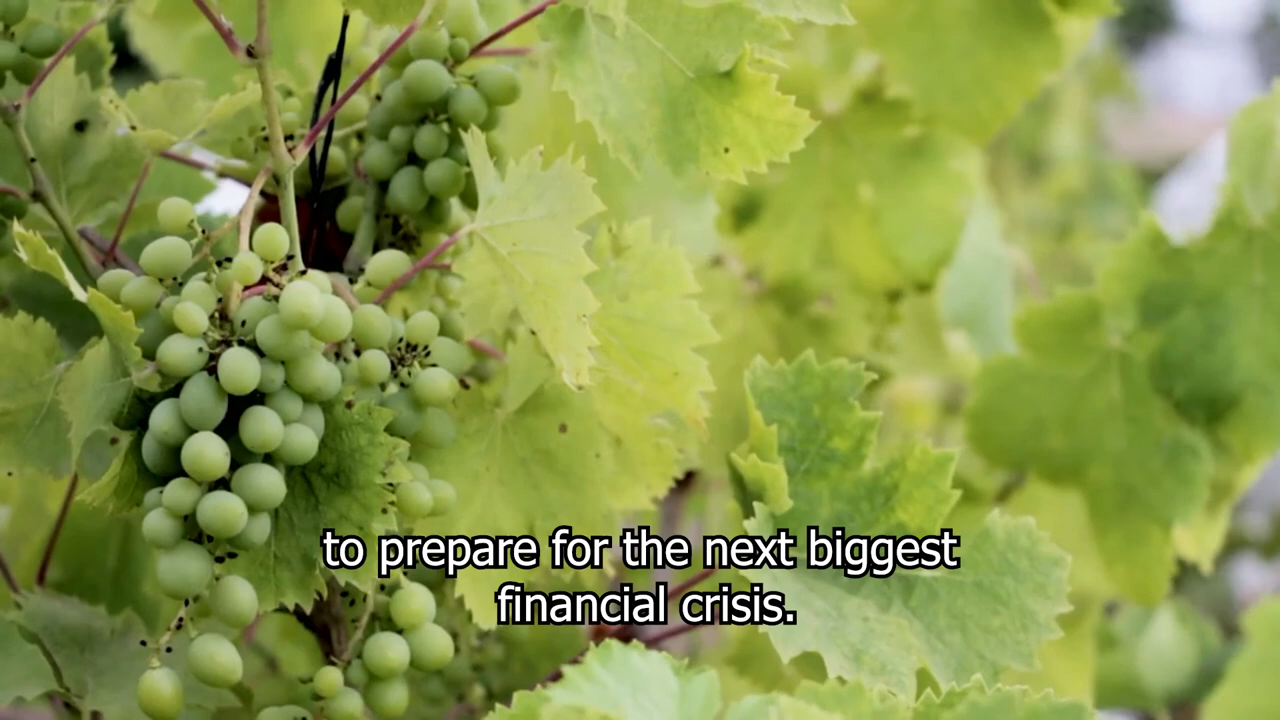 to prepare for the next biggest
financial crisis.